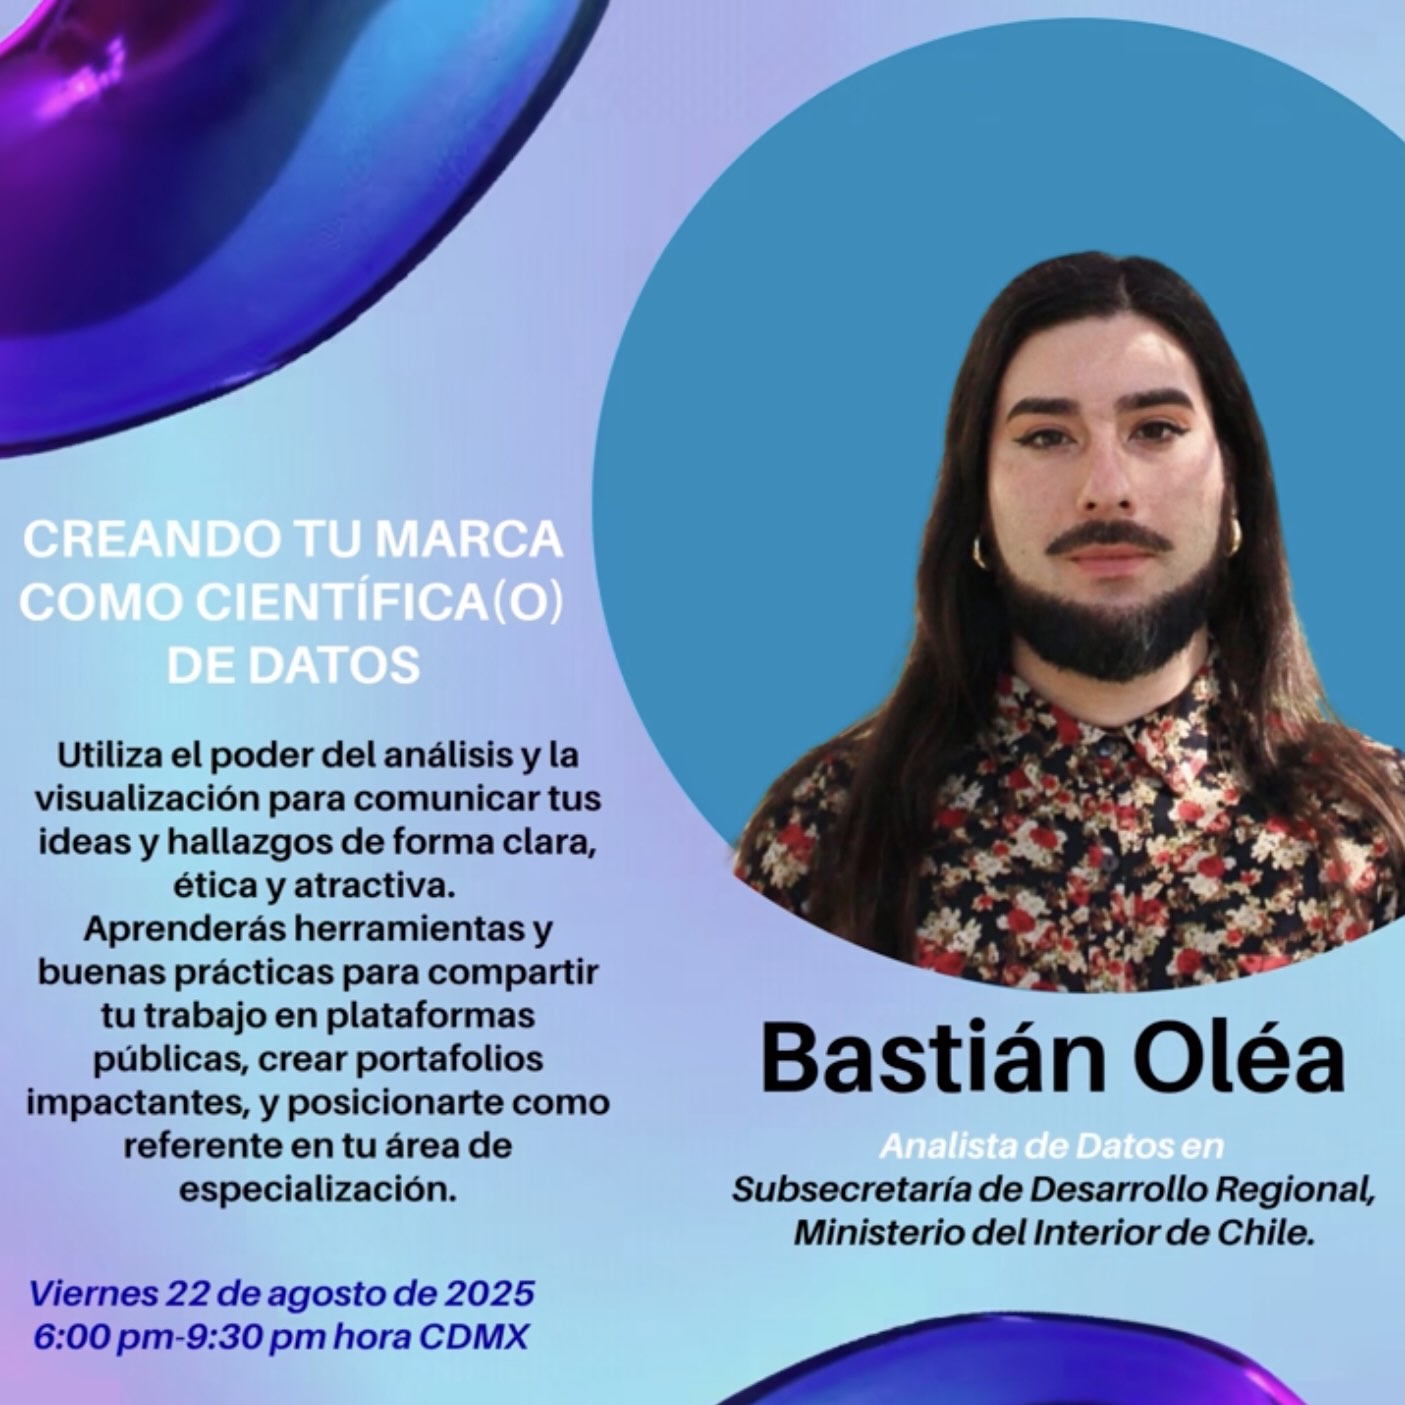 CREANDO TU MARCA
COMO CIENTÍFICA(O)
DE DATOS
Utiliza el poder del análisis y la
visualización para comunicar tus
ideas y hallazgos de forma clara,
ética y atractiva.
Aprenderás herramientas y
buenas prácticas para compartir
tu trabajo en plataformas
públicas, crear portafolios
impactantes, y posicionarte como
referente en tu área de
especialización.
Viernes 22 de agosto de 2025
6:00 pm-9:30 pm hora CDMX
Bastián Oléa
Analista de Datos en
Subsecretaría de Desarrollo Regional,
Ministerio del Interior de Chile.